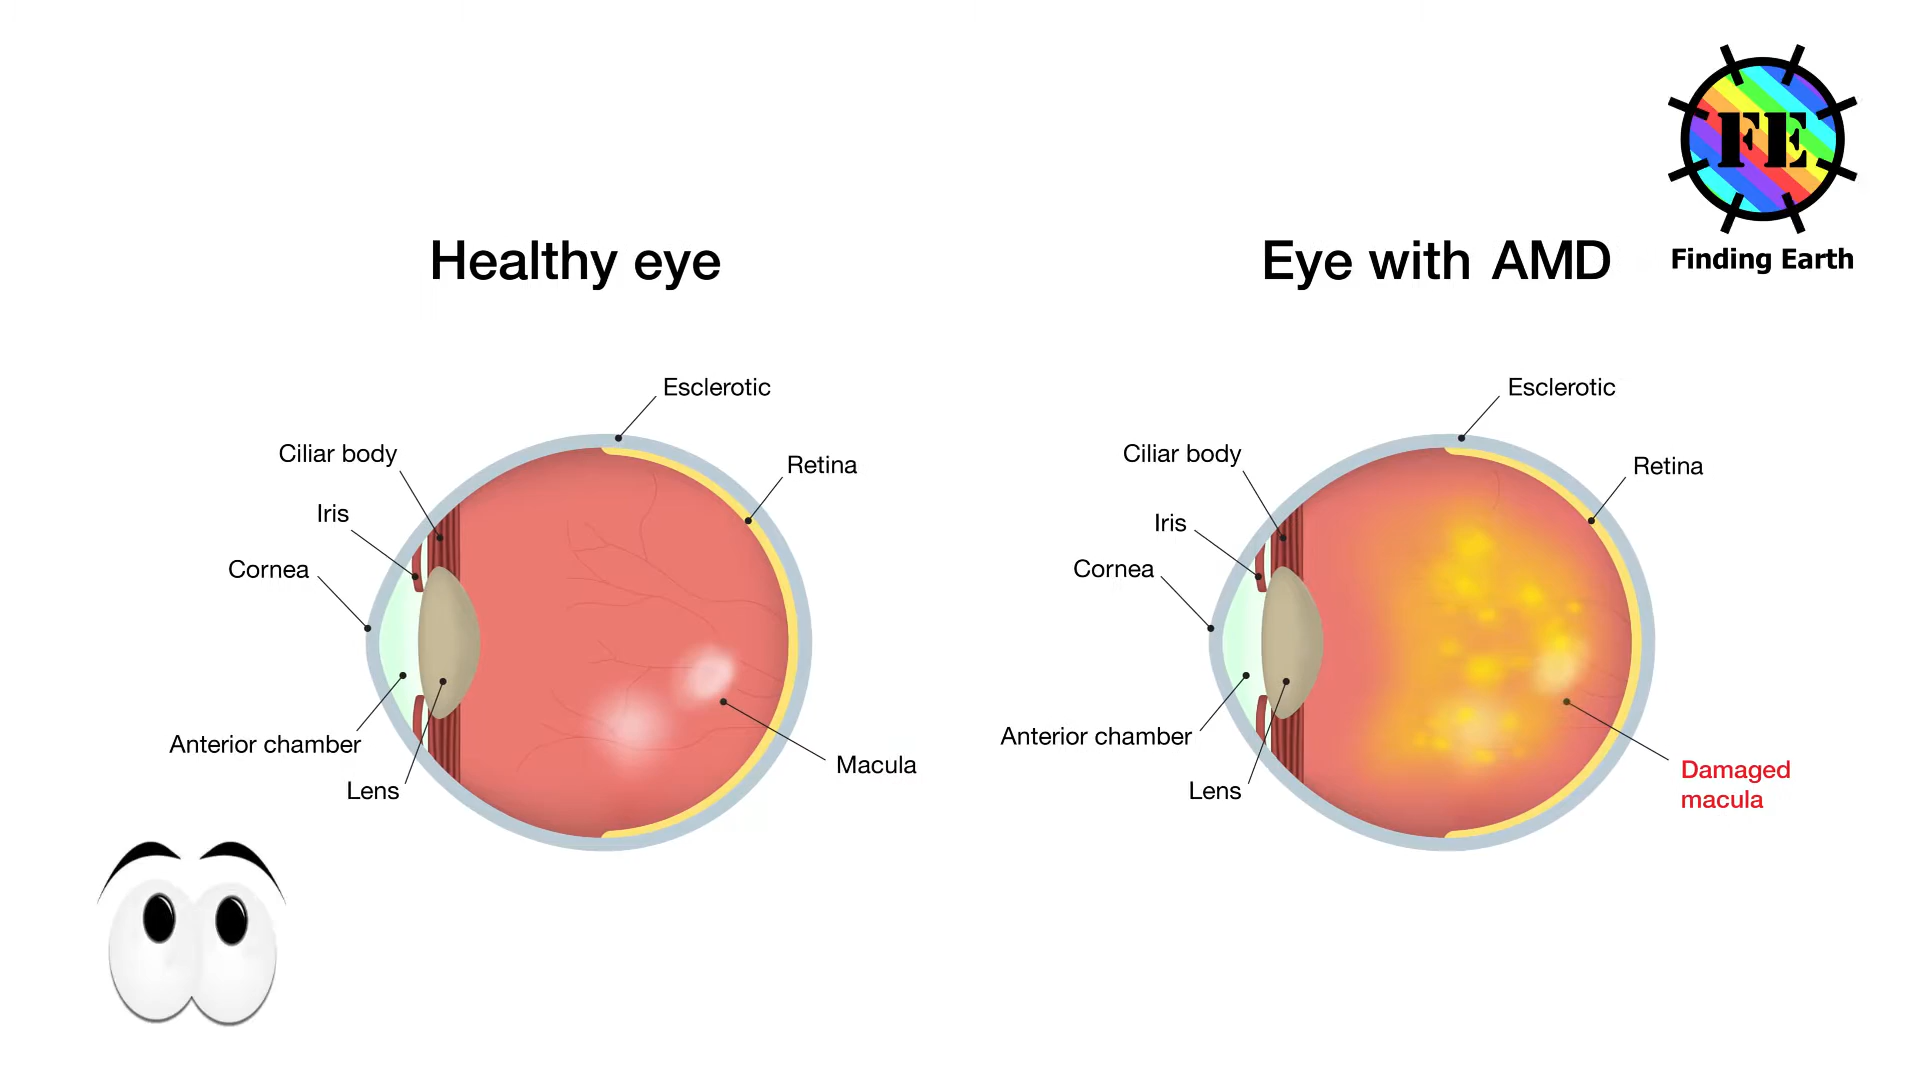 FE
Finding Earth
Healthy eye
Esclerotic
Ciliar body
Retina
Iris
Cornea
Anterior chamber
Macula
Lens
Eye with AMD
Esclerotic
Ciliar body
Retina
Iris
Cornea
Anterior chamber
Damaged
macula
Lens